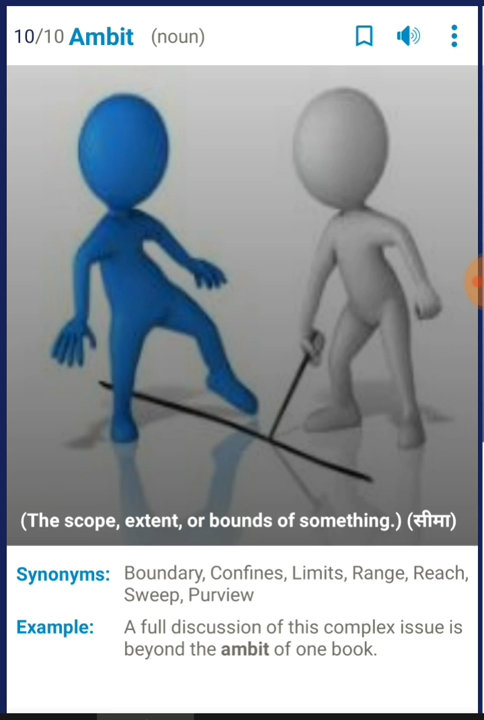 10/10 Ambit (noun)
(The scope, extent, or bounds of something.) (सीमा)
Synonyms: Boundary, Confines, Limits, Range, Reach,
Sweep, Purview
Example: A full discussion of this complex issue is
beyond the ambit of one book.